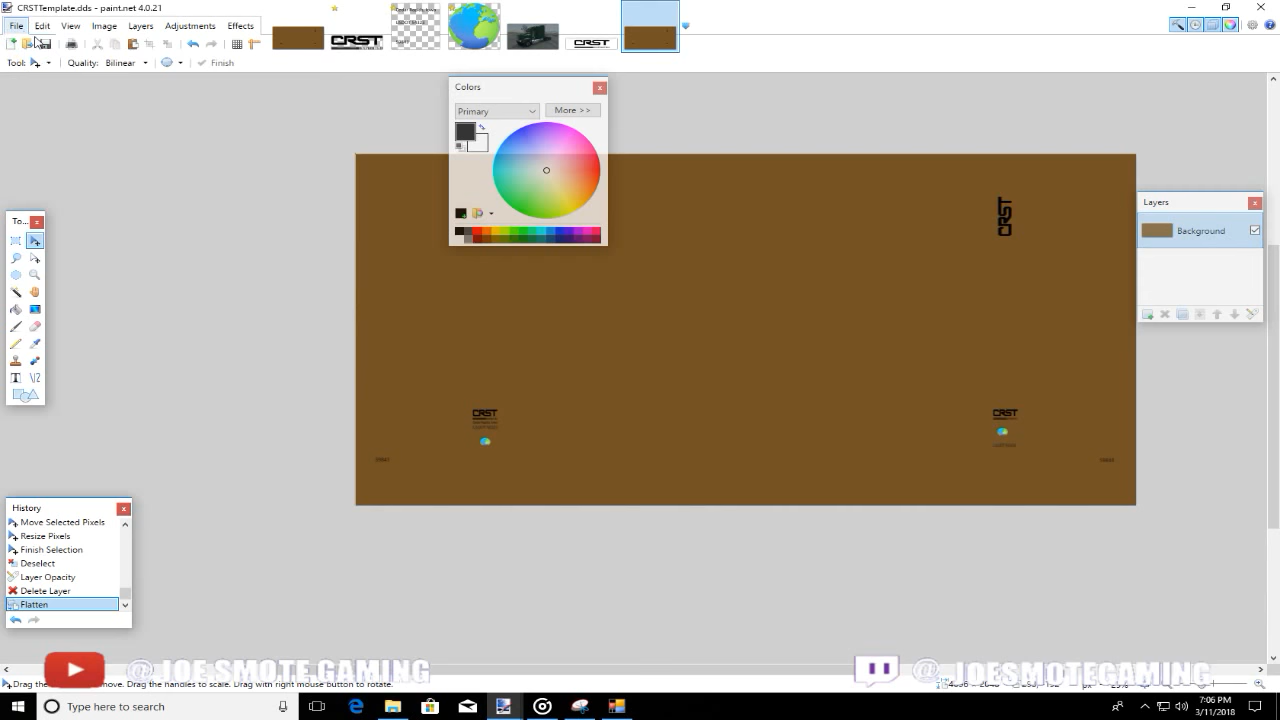 CRSTTemplate.dds - paint.net 4.0.21
File Edit View Image Layers Adjustments Effects
CRST CRST
Tool: Quality: Bilinear Finish
Colors
Primary More >>
To...
Layers
Background
CRST
CRST CRST
History
Move Selected Pixels
Resize Pixels
Finish Selection
Deselect
Layer Opacity
Delete Layer
Flatten
@JOESMOTEGAMING @JOESMOTEGAMING
Type here to search
7:06 PM
3/11/2018